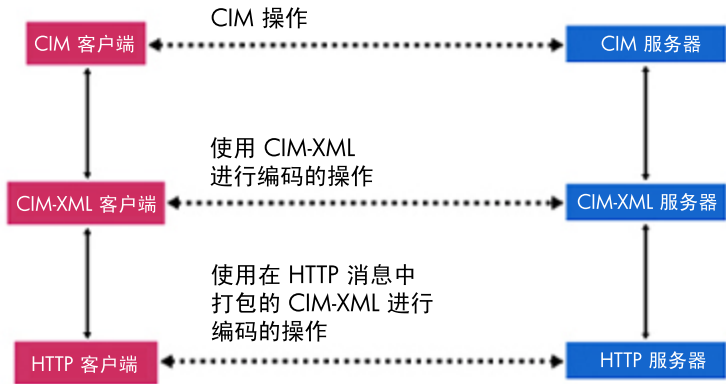 CIM 操作
CIM 客户端
CIM 服务器
使用 CIM-XML
进行编码的操作
CIM-XML 客户端
CIM-XML 服务器
使用在 HTTP 消息中
打包的 CIM-XML 进行
编码的操作
HTTP 客户端
HTTP 服务器